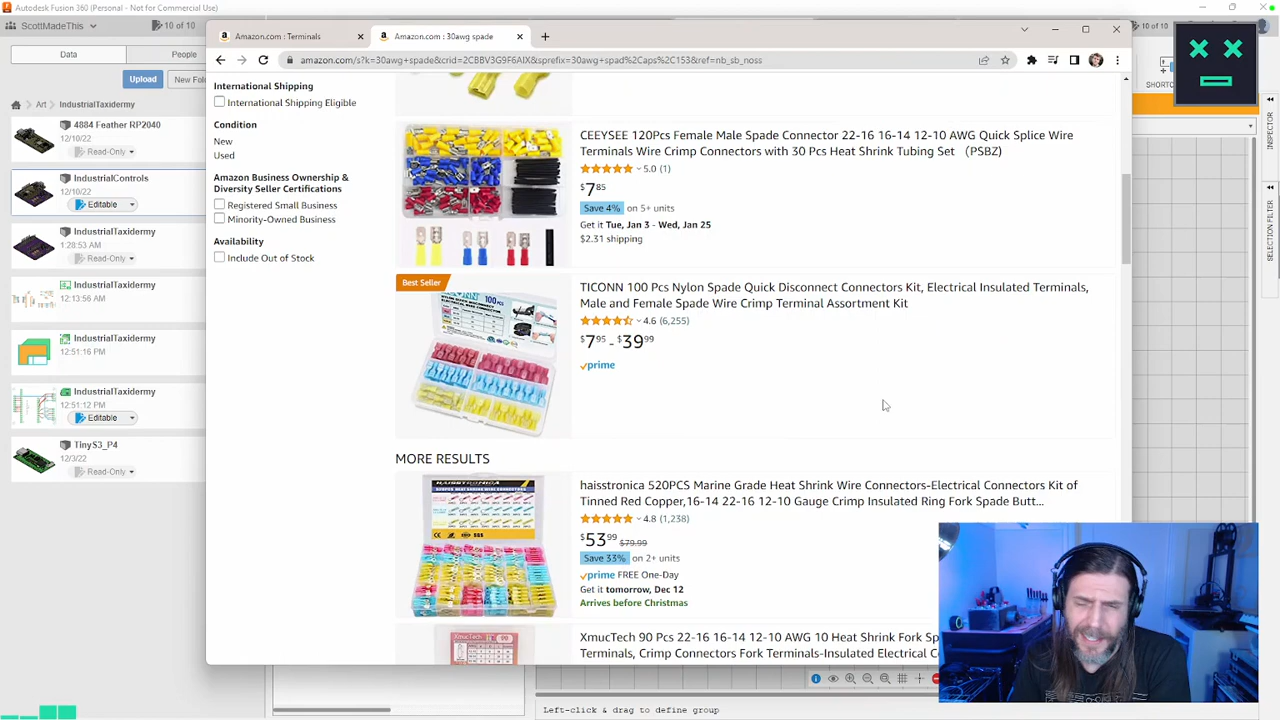 Autodesk Fusion 360 (Personal - Not for Commercial Use)
ScottMadeThis
10 of 10
Data
People
Upload
New Fold
Art
IndustrialTaxidermy
4884 Feather RP2040
12/10/22
Read-Only
IndustrialControls
12/10/22
Editable
IndustrialTaxidermy
1:28:53 AM
Read-Only
IndustrialTaxidermy
12:13:56 AM
IndustrialTaxidermy
12:51:16 PM
IndustrialTaxidermy
12:51:12 PM
Editable
TinyS3_P4
12/3/22
Read-Only
Amazon.com : Terminals
Amazon.com : 30awg spade
amazon.com/s?k=30awg+spade&crid=2CBBV3G9F6AIX&sprefix=30awg+spad%2Caps%2C153&ref=nb_sb_noss
International Shipping
International Shipping Eligible
Condition
New
Used
Amazon Business Ownership &
Diversity Seller Certifications
Registered Small Business
Minority-Owned Business
Availability
Include Out of Stock
CEEYSEE 120Pcs Female Male Spade Connector 22-16 16-14 12-10 AWG Quick Splice Wire
Terminals Wire Crimp Connectors with 30 Pcs Heat Shrink Tubing Set (PSBZ)
5.0 (1)
$7 85
Save 4% on 5+ units
Get it Tue, Jan 3 - Wed, Jan 25
$2.31 shipping
Best Seller
TICONN 100 Pcs Nylon Spade Quick Disconnect Connectors Kit, Electrical Insulated Terminals,
Male and Female Spade Wire Crimp Terminal Assortment Kit
4.6 (6,255)
$7 95 - $39 99
prime
MORE RESULTS
haisstronica 520PCS Marine Grade Heat Shrink Wire Connectors-Electrical Connectors Kit of
Tinned Red Copper,16-14 22-16 12-10 Gauge Crimp Insulated Ring Fork Spade Butt...
4.8 (1,238)
$53 99 $79.99
Save 33% on 2+ units
prime FREE One-Day
Get it tomorrow, Dec 12
Arrives before Christmas
XmucTech 90 Pcs 22-16 16-14 12-10 AWG 10 Heat Shrink Fork Sp
Terminals, Crimp Connectors Fork Terminals-Insulated Electrical C
10 of 10
SHORTC
INSPECTOR
SELECTION FILTER
Left-click & drag to define group